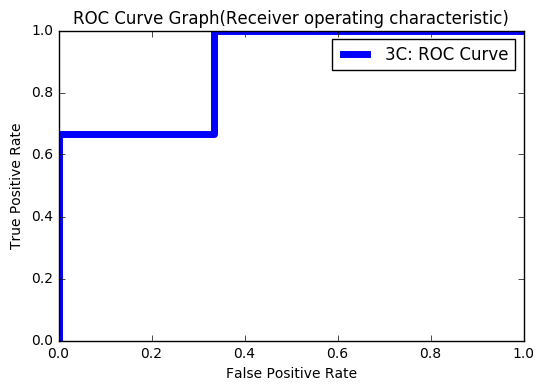 ROC Curve Graph(Receiver operating characteristic)
1.0
3C: ROC Curve
0.8
0.6
0.4
0.2
0.0
True Positive Rate
0.0 0.2 0.4 0.6 0.8 1.0
False Positive Rate